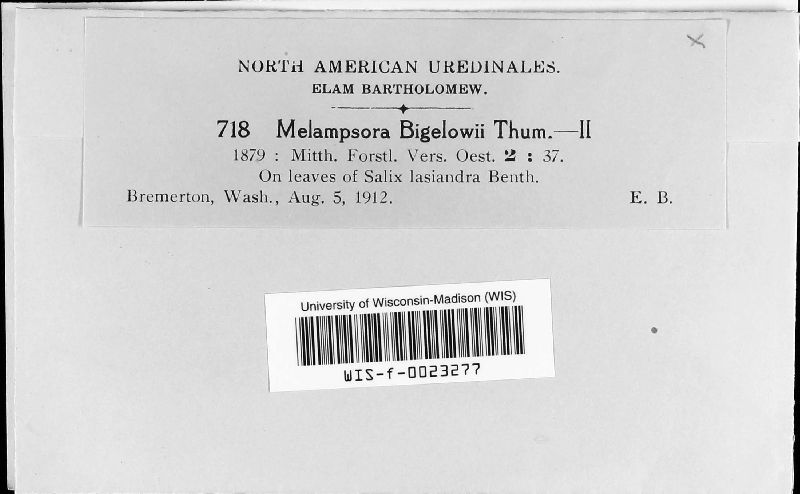 NORTH AMERICAN UREDINALES.
ELAM BARTHOLOMEW.
718 Melampsora Bigelowii Thum.—II
1879 : Mitth. Forstl. Vers. Oest. 2 : 37.
On leaves of Salix lasiandra Benth.
Bremerton, Wash., Aug. 5, 1912. E. B.
University of Wisconsin-Madison (WIS)
WIS-f-0023277